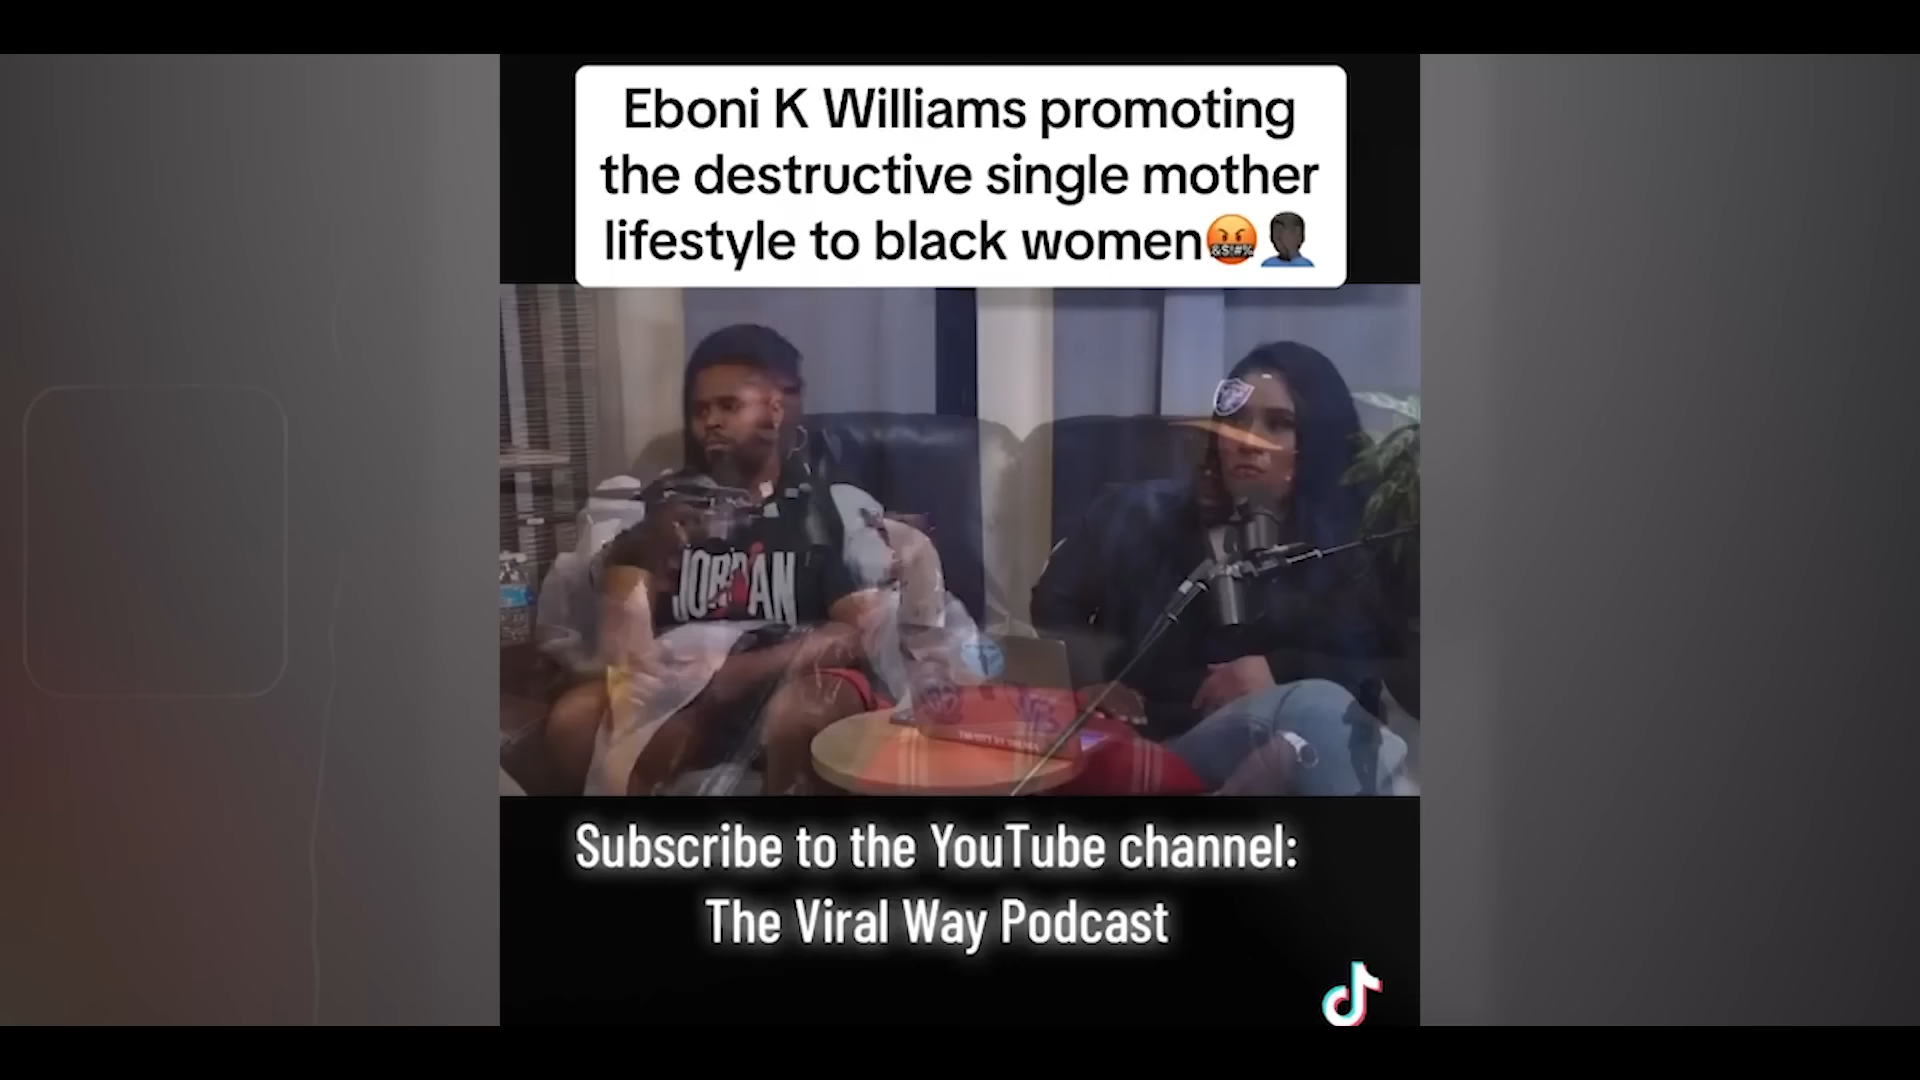 Eboni K Williams promoting
the destructive single mother
lifestyle to black women🤬🤦🏿‍♂️
JORDAN
Subscribe to the YouTube channel:
The Viral Way Podcast